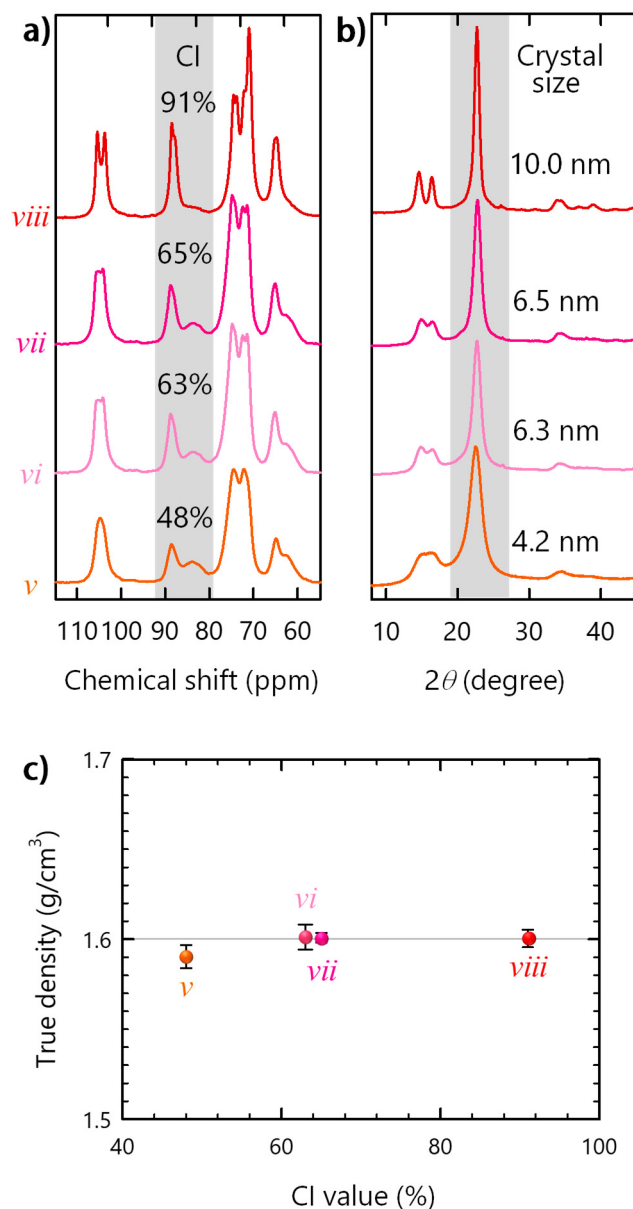 a)
CI
91%
viii
65%
vii
63%
vi
48%
v
110 100 90 80 70 60
Chemical shift (ppm)
b)
Crystal
size
10.0 nm
6.5 nm
6.3 nm
4.2 nm
10 20 30 40
2θ (degree)
c)
1.7
1.6
1.5
True density (g/cm³)
v
vi
vii
viii
40 60 80 100
CI value (%)